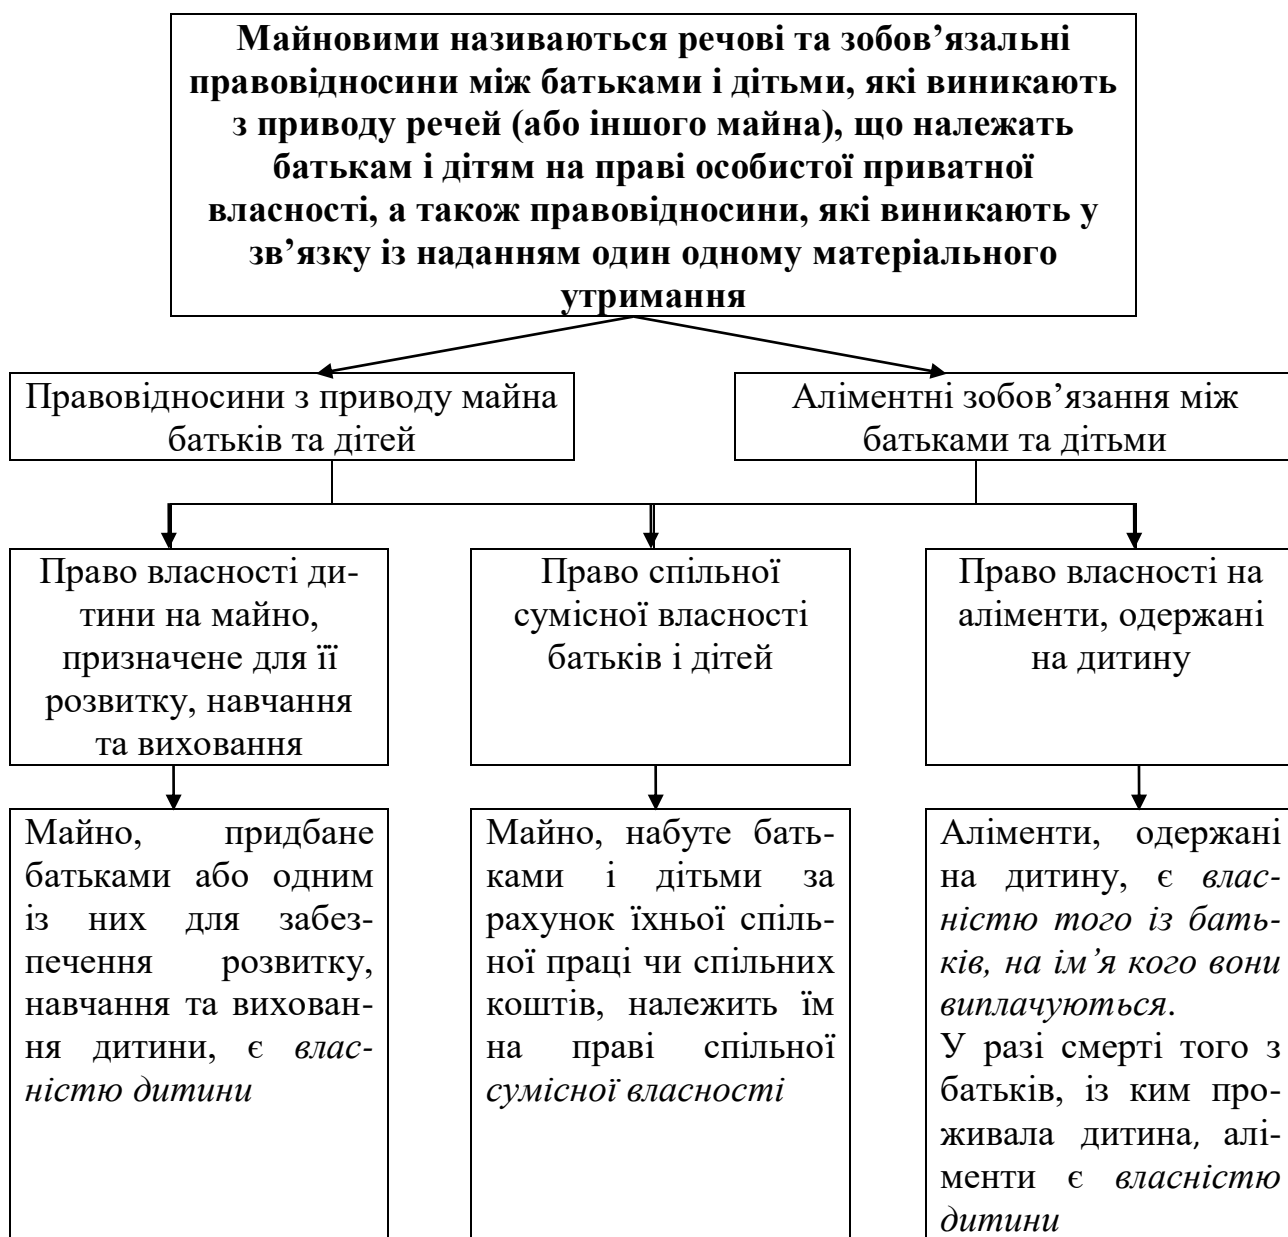 Майновими називаються речові та зобов’язальні
правовідносини між батьками і дітьми, які виникають
з приводу речей (або іншого майна), що належать
батькам і дітям на праві особистої приватної
власності, а також правовідносини, які виникають у
зв’язку із наданням один одному матеріального
утримання
Правовідносини з приводу майна
батьків та дітей
Аліментні зобов’язання між
батьками та дітьми
Право власності ди-
тини на майно,
призначене для її
розвитку, навчання
та виховання
Право спільної
сумісної власності
батьків і дітей
Право власності на
аліменти, одержані
на дитину
Майно, придбане
батьками або одним
із них для забез-
печення розвитку,
навчання та вихован-
ня дитини, є влас-
ністю дитини
Майно, набуте бать-
ками і дітьми за
рахунок їхньої спіль-
ної праці чи спільних
коштів, належить їм
на праві спільної
сумісної власності
Аліменти, одержані
на дитину, є влас-
ністю того із бать-
ків, на ім’я кого вони
виплачуються.
У разі смерті того з
батьків, із ким про-
живала дитина, алі-
менти є власністю
дитини